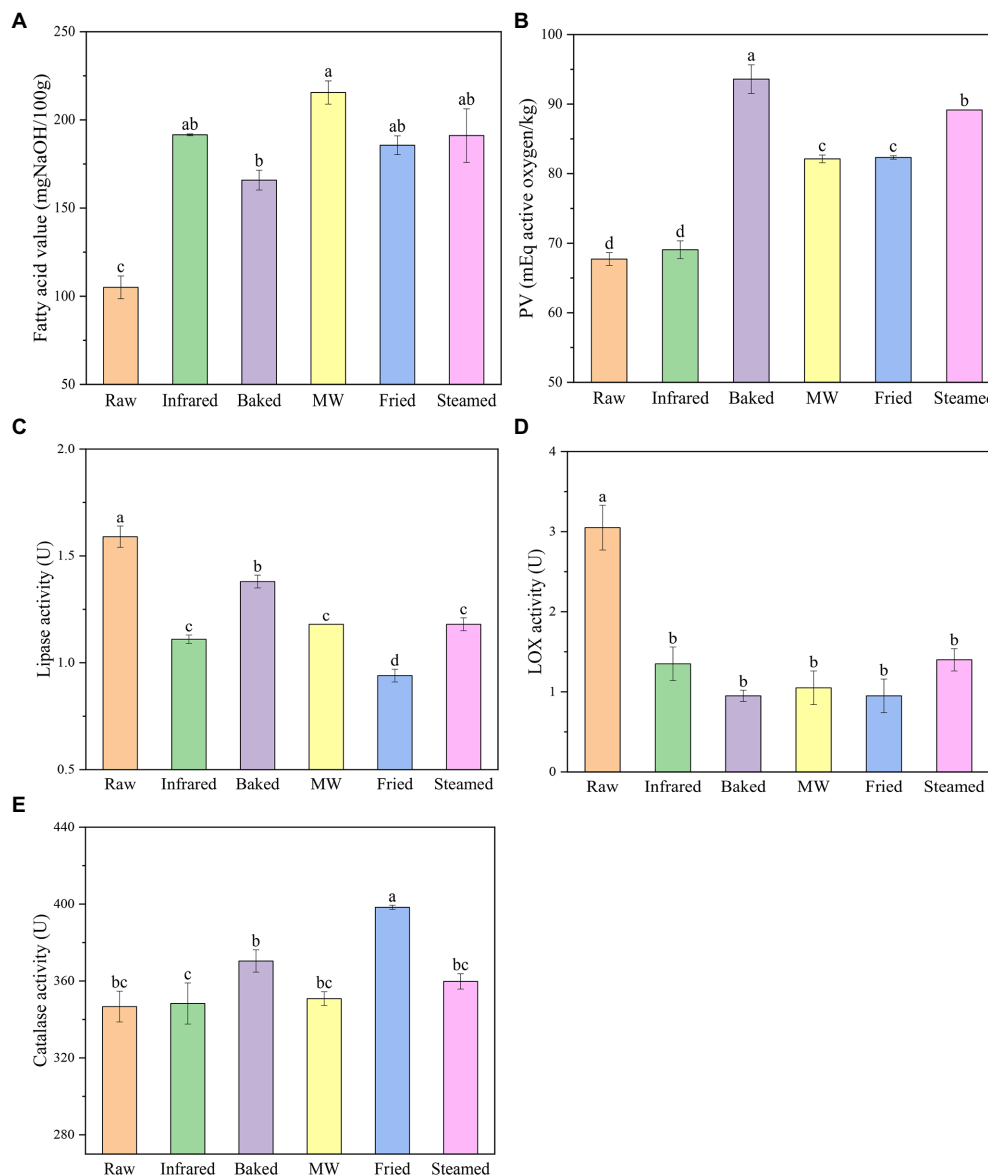 A
Fatty acid value (mgNaOH/100g)
250
200
150
100
50
c
ab
b
a
ab
ab
Raw Infrared Baked MW Fried Steamed
B
PV (mEq active oxygen/kg)
100
90
80
70
60
50
d
d
a
c
c
b
Raw Infrared Baked MW Fried Steamed
C
Lipase activity (U)
2.0
1.5
1.0
0.5
a
c
b
c
d
c
Raw Infrared Baked MW Fried Steamed
D
LOX activity (U)
4
3
2
1
0
a
b
b
b
b
b
Raw Infrared Baked MW Fried Steamed
E
Catalase activity (U)
440
400
360
320
280
bc
c
b
bc
a
bc
Raw Infrared Baked MW Fried Steamed